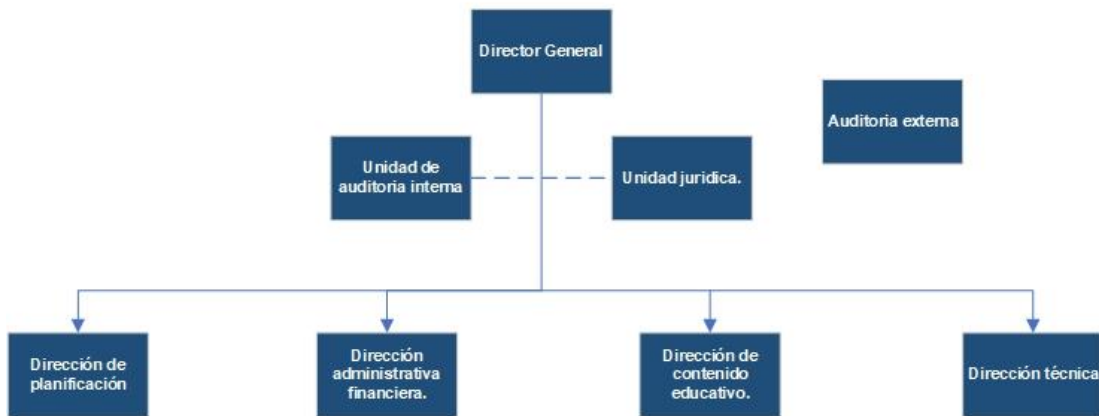 Director General
Auditoria externa
Unidad de
auditoria interna
Unidad juridica.
Dirección de
planificación
Dirección
administrativa
financiera.
Dirección de
contenido
educativo.
Dirección técnica